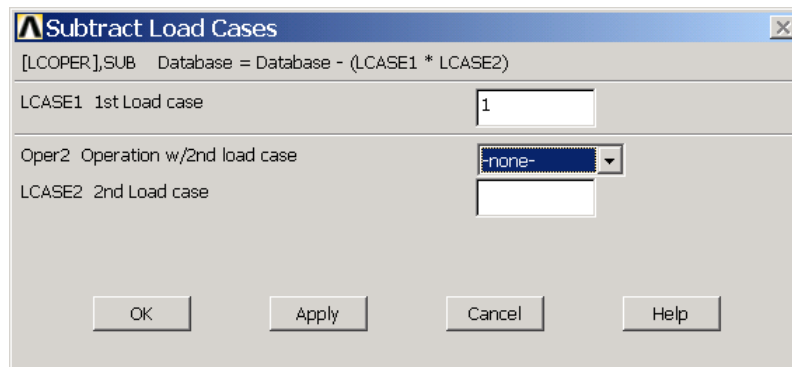 Subtract Load Cases
[LCOPER],SUB Database = Database - (LCASE1 * LCASE2)
LCASE1 1st Load case 1
Oper2 Operation w/2nd load case -none-
LCASE2 2nd Load case
OK Apply Cancel Help